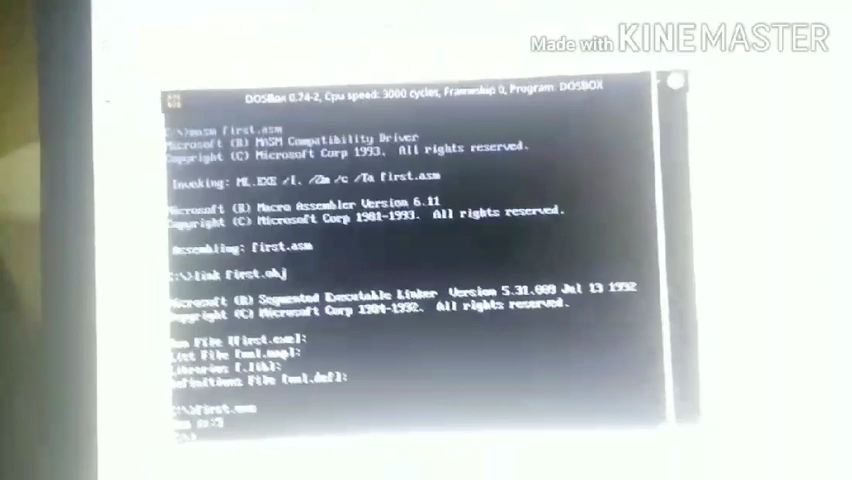 Made with KINEMASTER
DOSBox 0.74-2, Cpu speed: 3000 cycles, Frameskip 0, Program: DOSBOX
C:\>masm first.asm
Microsoft (R) MASM Compatibility Driver
Copyright (C) Microsoft Corp 1993. All rights reserved.
Invoking: ML.EXE /I. /Zm /c /Ta first.asm
Microsoft (R) Macro Assembler Version 6.11
Copyright (C) Microsoft Corp 1981-1993. All rights reserved.
Assembling: first.asm
C:\>link first.obj
Microsoft (R) Segmented Executable Linker Version 5.31.009 Jul 13 1992
Copyright (C) Microsoft Corp 1984-1992. All rights reserved.
Run File [first.exe]:
List File [nul.map]:
Libraries [.lib]:
Definitions File [nul.def]:
C:\>first.exe
C:\>